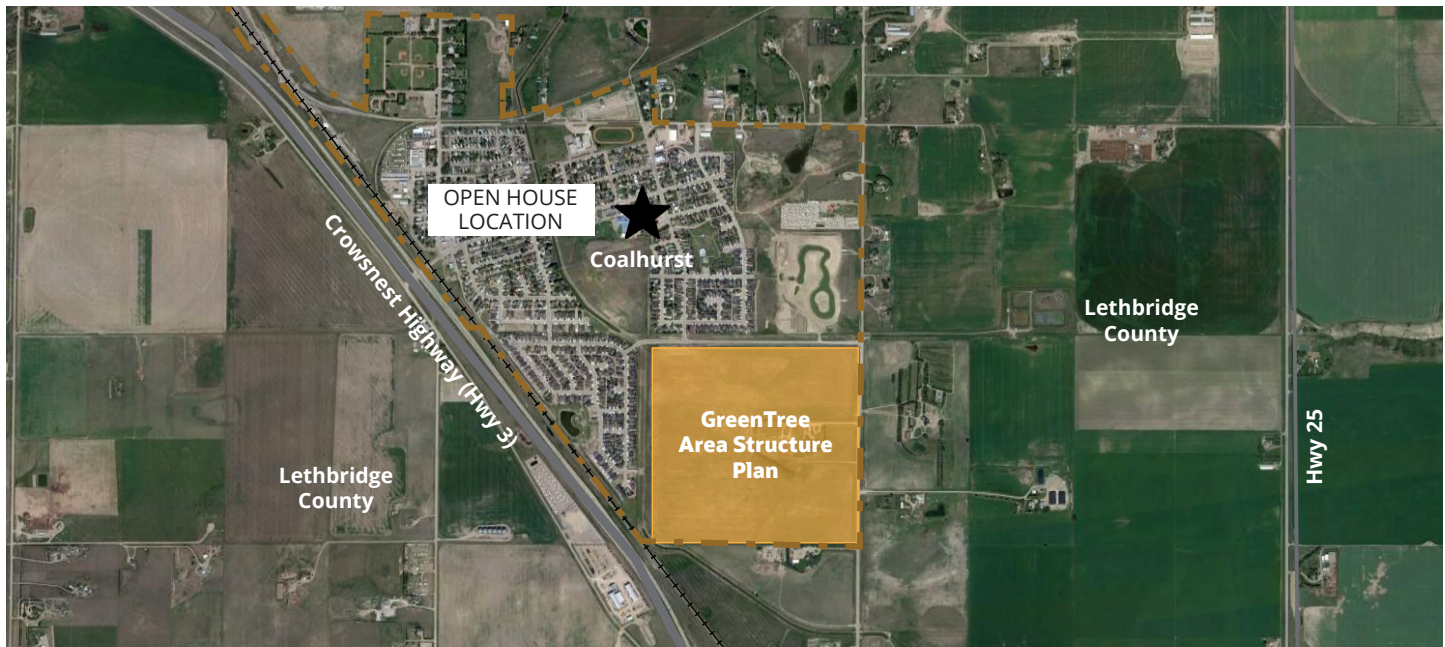 OPEN HOUSE
LOCATION
Coalhurst
Crowsnest Highway (Hwy 3)
Lethbridge
County
GreenTree
Area Structure
Plan
Lethbridge
County
Hwy 25